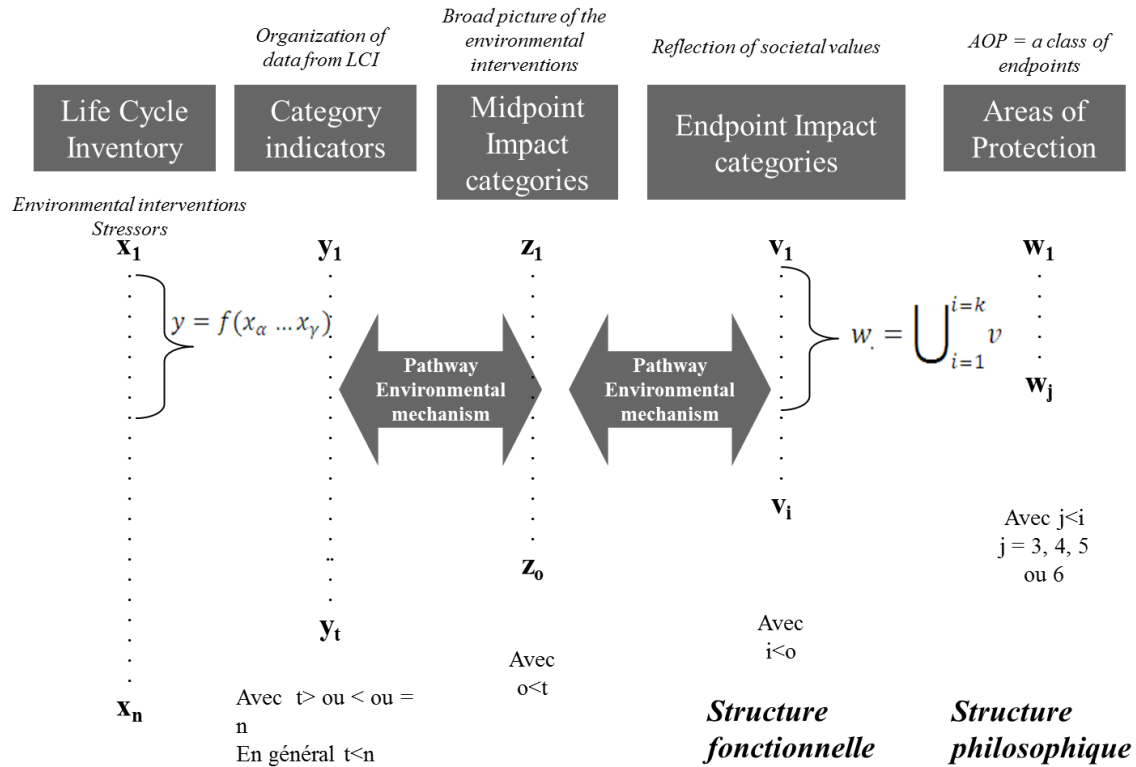 Organization of
data from LCI
Broad picture of the
environmental
interventions
Reflection of societal values
AOP = a class of
endpoints
Life Cycle
Inventory
Category
indicators
Midpoint
Impact
categories
Endpoint Impact
categories
Areas of
Protection
Environmental interventions
Stressors
x₁
y₁
z₁
v₁
w₁
y = f(xα … xγ)
Pathway
Environmental
mechanism
Pathway
Environmental
mechanism
w. = ⋃ᵢ₌₁ⁱ⁼ᵏ v
wⱼ
vᵢ
zₒ
yₜ
xₙ
Avec j<i
j = 3, 4, 5
ou 6
Avec
i<o
Avec
o<t
Avec t> ou < ou =
n
En général t<n
Structure
fonctionnelle
Structure
philosophique